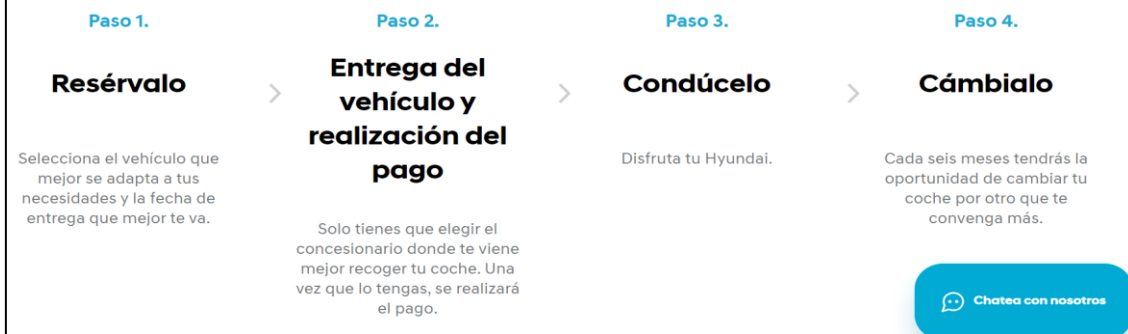 Paso 1.
Resérvalo
Selecciona el vehículo que
mejor se adapta a tus
necesidades y la fecha de
entrega que mejor te va.
Paso 2.
Entrega del
vehículo y
realización del
pago
Solo tienes que elegir el
concesionario donde te viene
mejor recoger tu coche. Una
vez que lo tengas, se realizará
el pago.
Paso 3.
Condúcelo
Disfruta tu Hyundai.
Paso 4.
Cámbialo
Cada seis meses tendrás la
oportunidad de cambiar tu
coche por otro que te
convenga más.
Chatea con nosotros